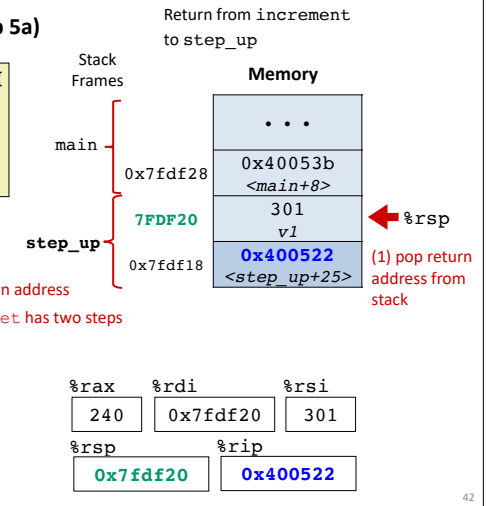 5a)
Return from increment
to step_up
Stack
Frames
Memory
• • •
main
0x7fdf28
0x40053b
<main+8>
7FDF20
301
v1
%rsp
step_up
0x7fdf18
0x400522
<step_up+25>
(1) pop return
address from
stack
address
has two steps
%rax %rdi %rsi
240 0x7fdf20 301
%rsp %rip
0x7fdf20 0x400522
42